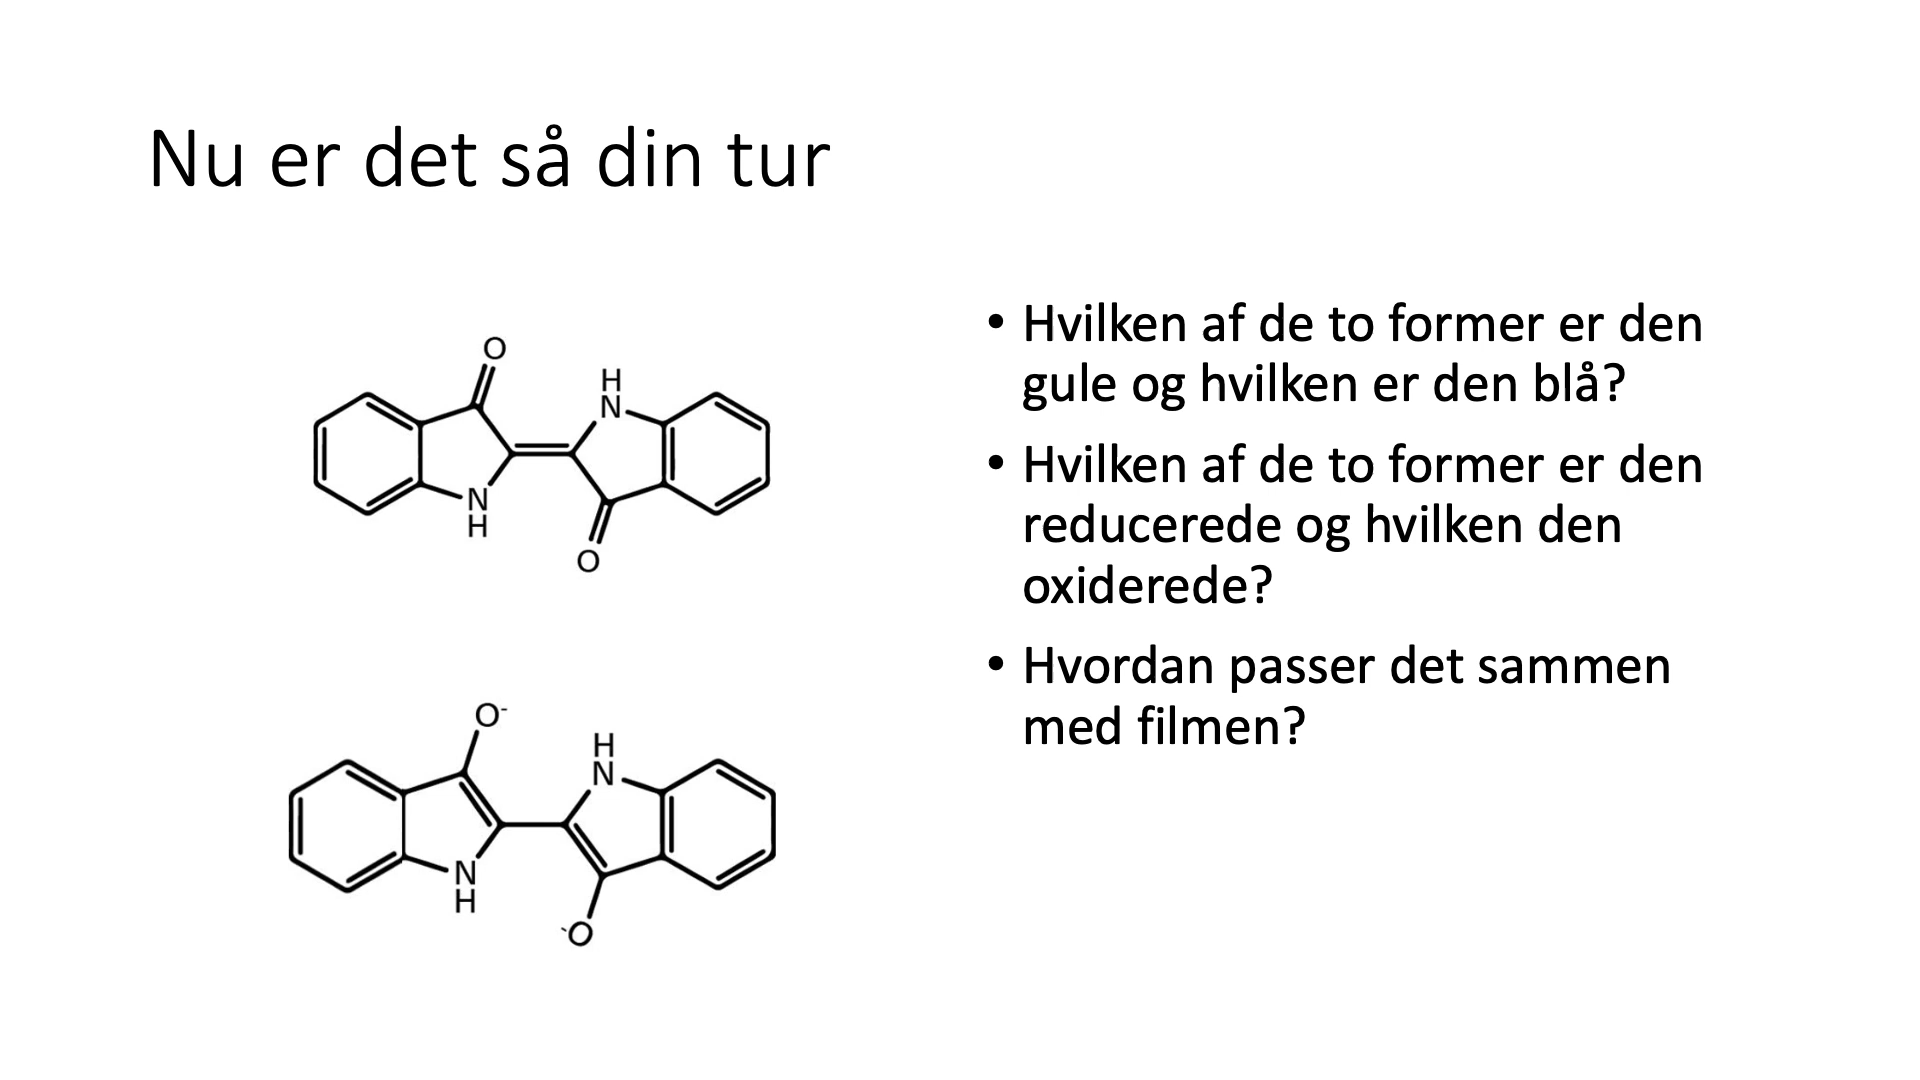 Nu er det så din tur
• Hvilken af de to former er den
gule og hvilken er den blå?
• Hvilken af de to former er den
reducerede og hvilken den
oxiderede?
• Hvordan passer det sammen
med filmen?
O
H
N
N
H
O
O-
H
N
N
H
-O